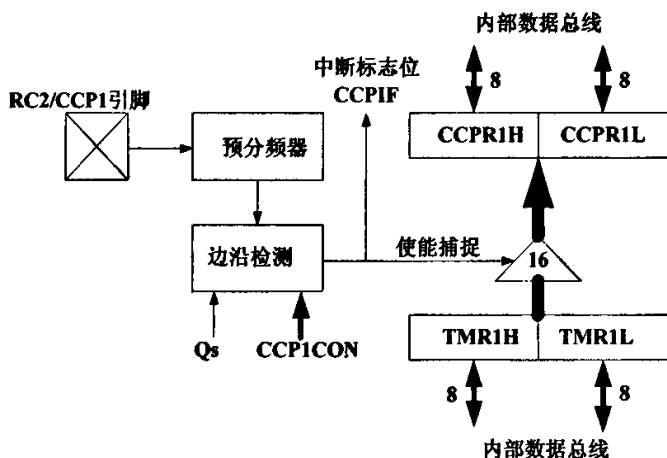 内部数据总线
8
8
中断标志位
CCPIF
RC2/CCP1引脚
预分频器
CCPR1H
CCPR1L
边沿检测
使能捕捉
16
Qs
CCP1CON
TMR1H
TMR1L
8
8
内部数据总线